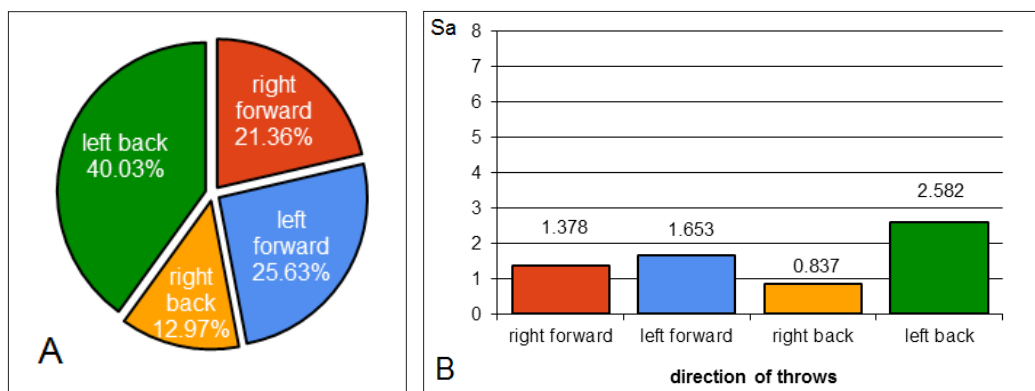 right
forward
21.36%
left back
40.03%
left
forward
25.63%
right
back
12.97%
A
Sa
8
7
6
5
4
3
2
1
0
1.378
1.653
0.837
2.582
right forward
left forward
right back
left back
B
direction of throws